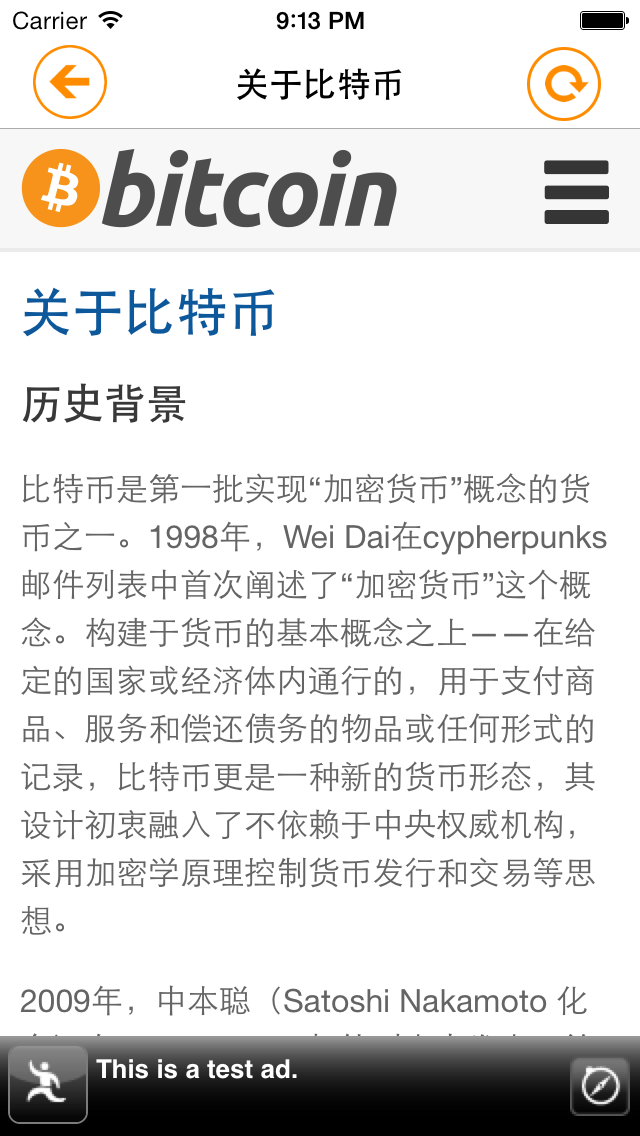 Carrier 9:13 PM
关于比特币
bitcoin
关于比特币
历史背景
比特币是第一批实现“加密货币”概念的货
币之一。1998年，Wei Dai在cypherpunks
邮件列表中首次阐述了“加密货币”这个概
念。构建于货币的基本概念之上——在给
定的国家或经济体内通行的，用于支付商
品、服务和偿还债务的物品或任何形式的
记录，比特币更是一种新的货币形态，其
设计初衷融入了不依赖于中央权威机构，
采用加密学原理控制货币发行和交易等思
想。
2009年，中本聪（Satoshi Nakamoto 化
This is a test ad.